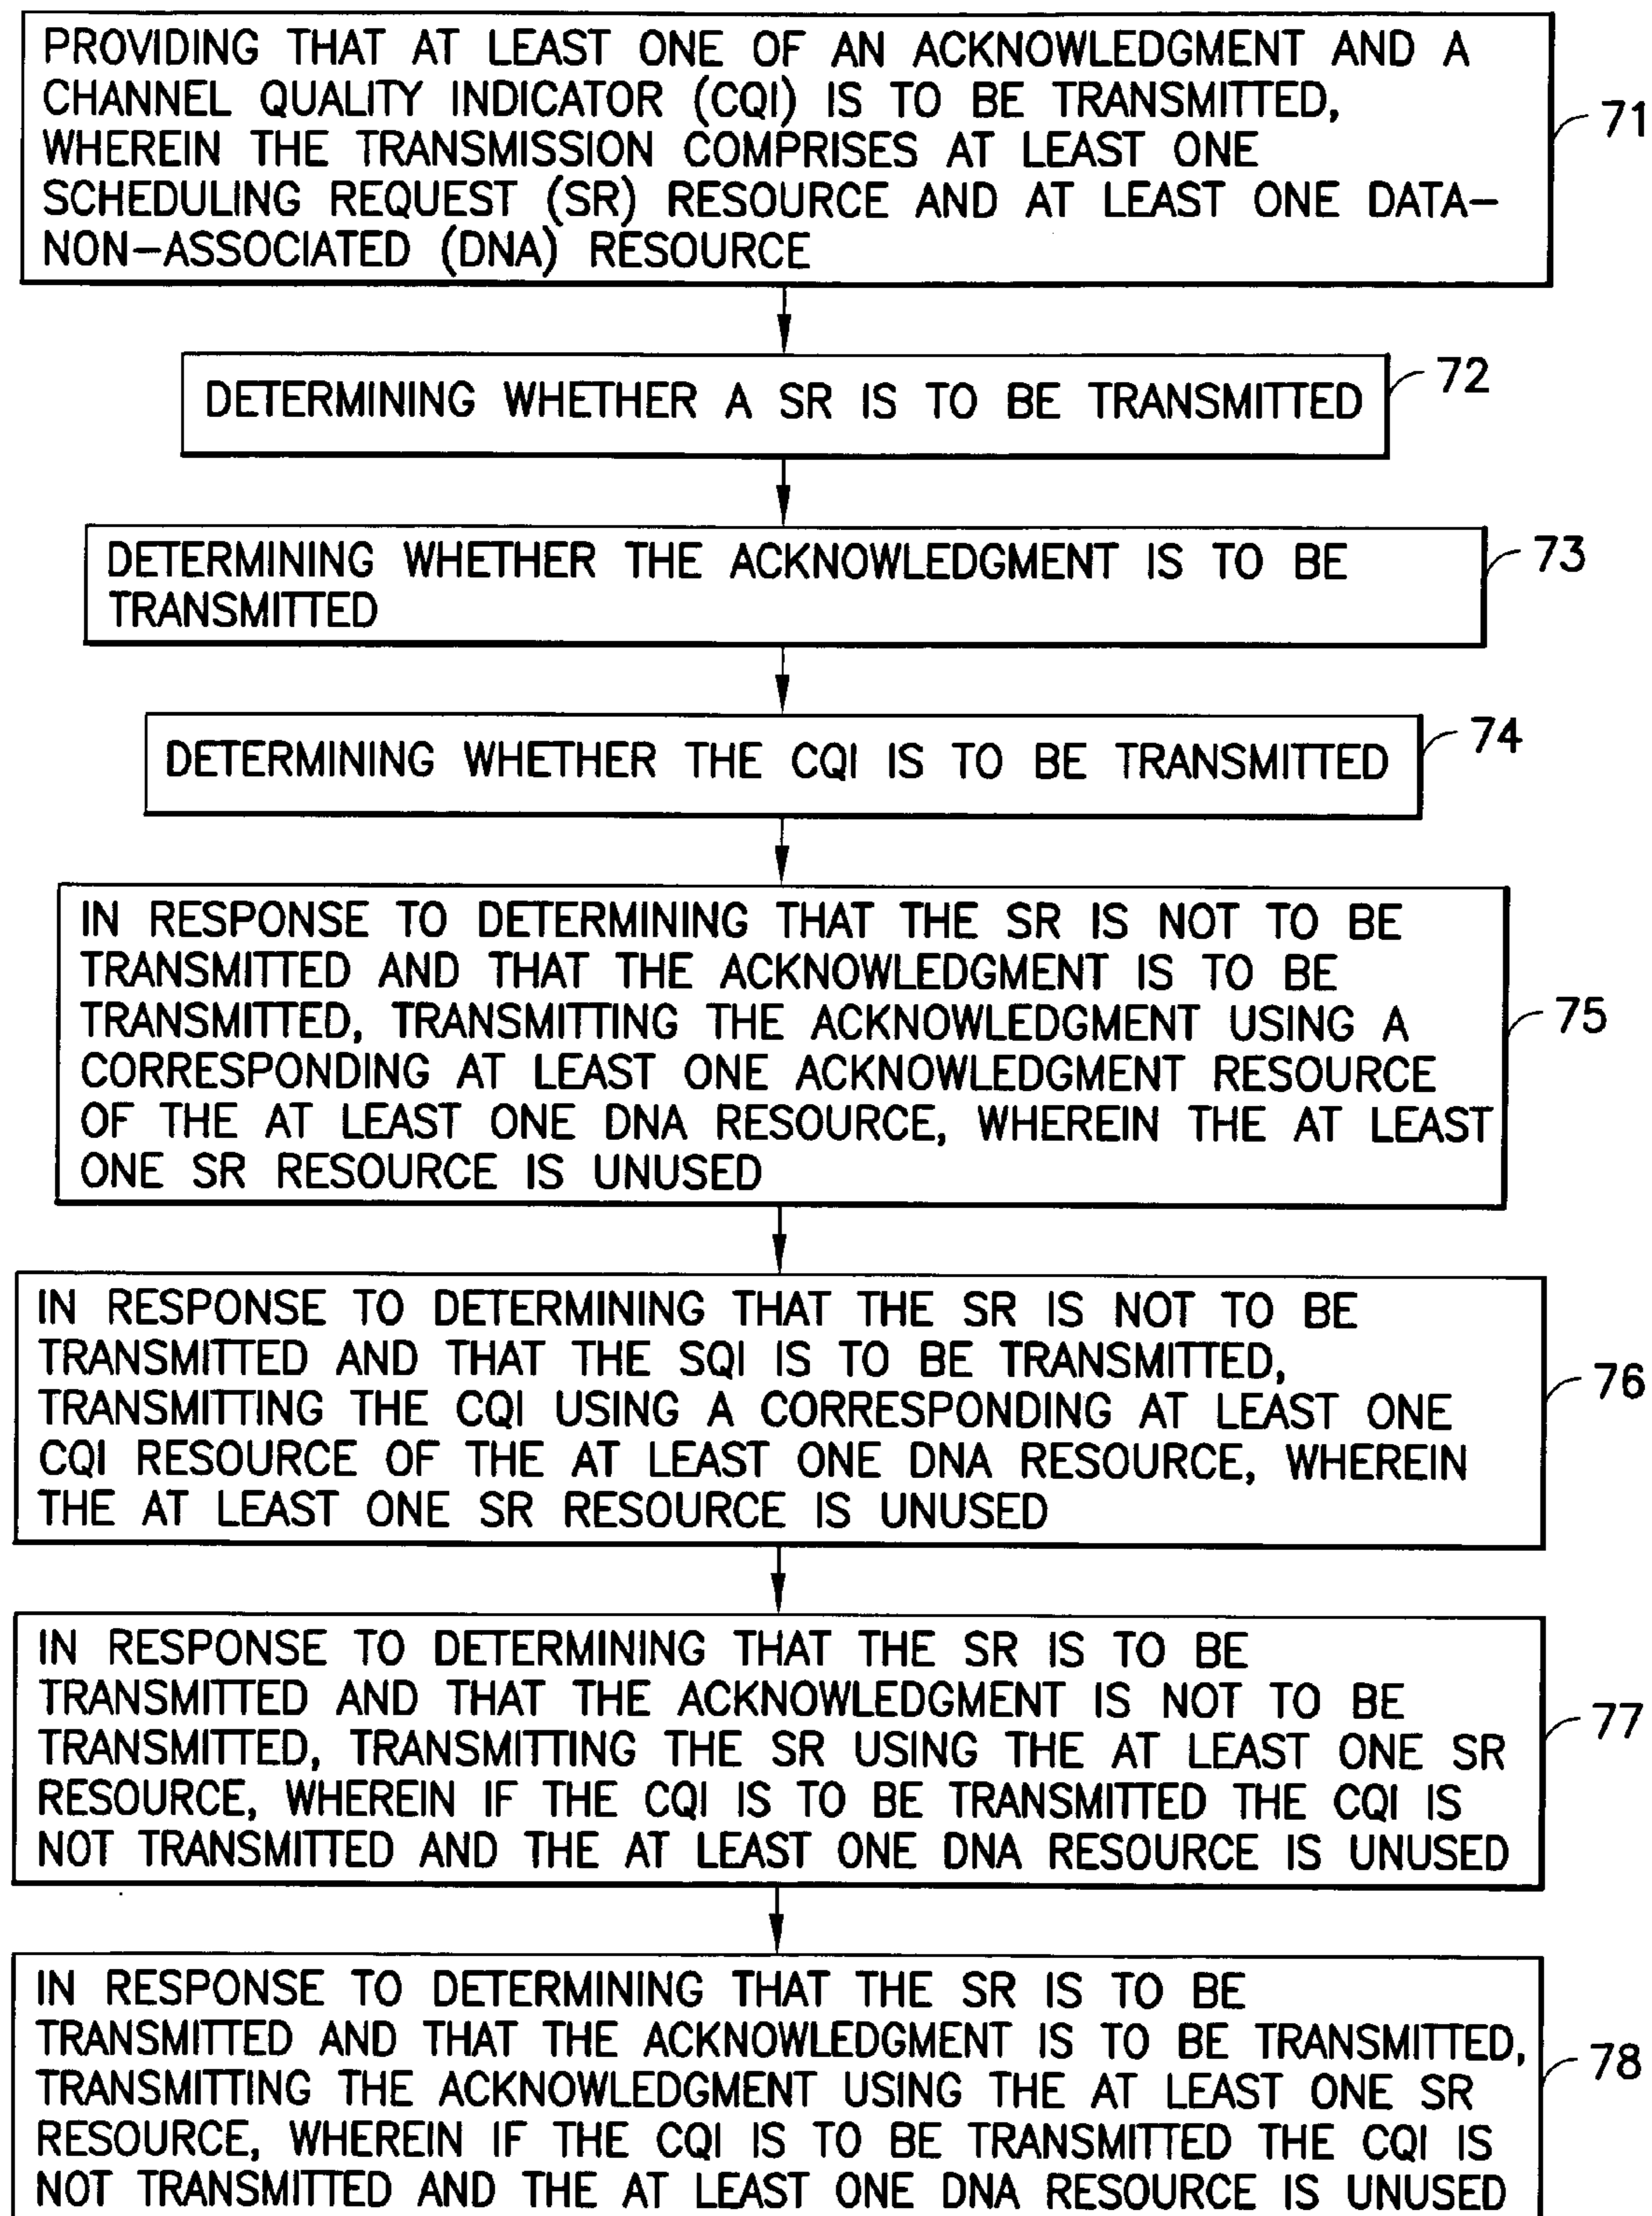 PROVIDING THAT AT LEAST ONE OF AN ACKNOWLEDGMENT AND A
CHANNEL QUALITY INDICATOR (CQI) IS TO BE TRANSMITTED,
WHEREIN THE TRANSMISSION COMPRISES AT LEAST ONE
SCHEDULING REQUEST (SR) RESOURCE AND AT LEAST ONE DATA-
NON-ASSOCIATED (DNA) RESOURCE
71
DETERMINING WHETHER A SR IS TO BE TRANSMITTED
72
DETERMINING WHETHER THE ACKNOWLEDGMENT IS TO BE
TRANSMITTED
73
DETERMINING WHETHER THE CQI IS TO BE TRANSMITTED
74
IN RESPONSE TO DETERMINING THAT THE SR IS NOT TO BE
TRANSMITTED AND THAT THE ACKNOWLEDGMENT IS TO BE
TRANSMITTED, TRANSMITTING THE ACKNOWLEDGMENT USING A
CORRESPONDING AT LEAST ONE ACKNOWLEDGMENT RESOURCE
OF THE AT LEAST ONE DNA RESOURCE, WHEREIN THE AT LEAST
ONE SR RESOURCE IS UNUSED
75
IN RESPONSE TO DETERMINING THAT THE SR IS NOT TO BE
TRANSMITTED AND THAT THE SQI IS TO BE TRANSMITTED,
TRANSMITTING THE CQI USING A CORRESPONDING AT LEAST ONE
CQI RESOURCE OF THE AT LEAST ONE DNA RESOURCE, WHEREIN
THE AT LEAST ONE SR RESOURCE IS UNUSED
76
IN RESPONSE TO DETERMINING THAT THE SR IS TO BE
TRANSMITTED AND THAT THE ACKNOWLEDGMENT IS NOT TO BE
TRANSMITTED, TRANSMITTING THE SR USING THE AT LEAST ONE SR
RESOURCE, WHEREIN IF THE CQI IS TO BE TRANSMITTED THE CQI IS
NOT TRANSMITTED AND THE AT LEAST ONE DNA RESOURCE IS UNUSED
77
IN RESPONSE TO DETERMINING THAT THE SR IS TO BE
TRANSMITTED AND THAT THE ACKNOWLEDGMENT IS TO BE TRANSMITTED,
TRANSMITTING THE ACKNOWLEDGMENT USING THE AT LEAST ONE SR
RESOURCE, WHEREIN IF THE CQI IS TO BE TRANSMITTED THE CQI IS
NOT TRANSMITTED AND THE AT LEAST ONE DNA RESOURCE IS UNUSED
78